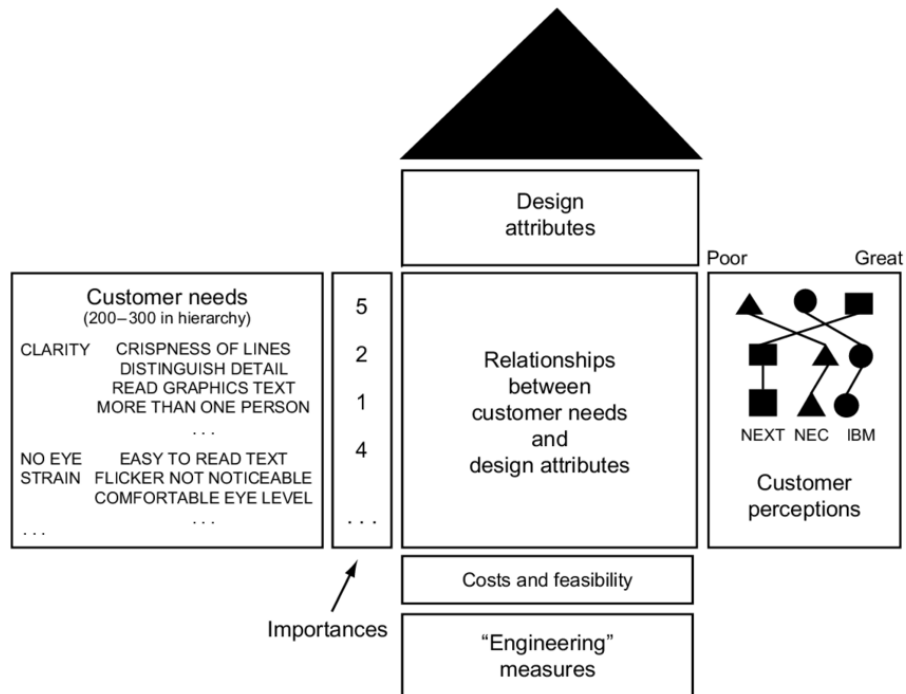 Design
attributes
Poor Great
Customer needs
(200–300 in hierarchy)
CLARITY CRISPNESS OF LINES
DISTINGUISH DETAIL
READ GRAPHICS TEXT
MORE THAN ONE PERSON
. . .
NO EYE EASY TO READ TEXT
STRAIN FLICKER NOT NOTICEABLE
COMFORTABLE EYE LEVEL
. . .
. . .
5
2
1
4
. . .
Importances
Relationships
between
customer needs
and
design attributes
NEXT NEC IBM
Customer
perceptions
Costs and feasibility
“Engineering”
measures